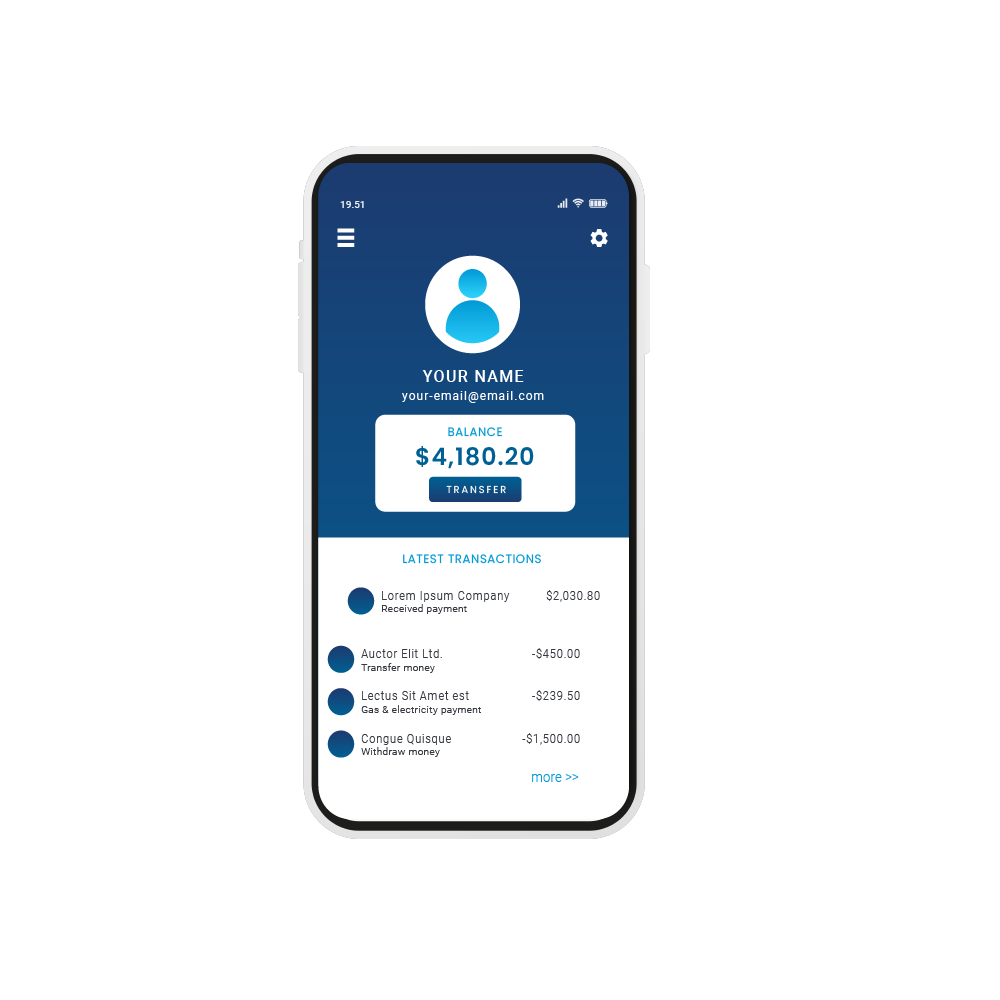 19.51
YOUR NAME
your-email@email.com
BALANCE
$4,180.20
TRANSFER
LATEST TRANSACTIONS
Lorem Ipsum Company $2,030.80
Received payment
Auctor Elit Ltd. -$450.00
Transfer money
Lectus Sit Amet est -$239.50
Gas & electricity payment
Congue Quisque -$1,500.00
Withdraw money
more >>